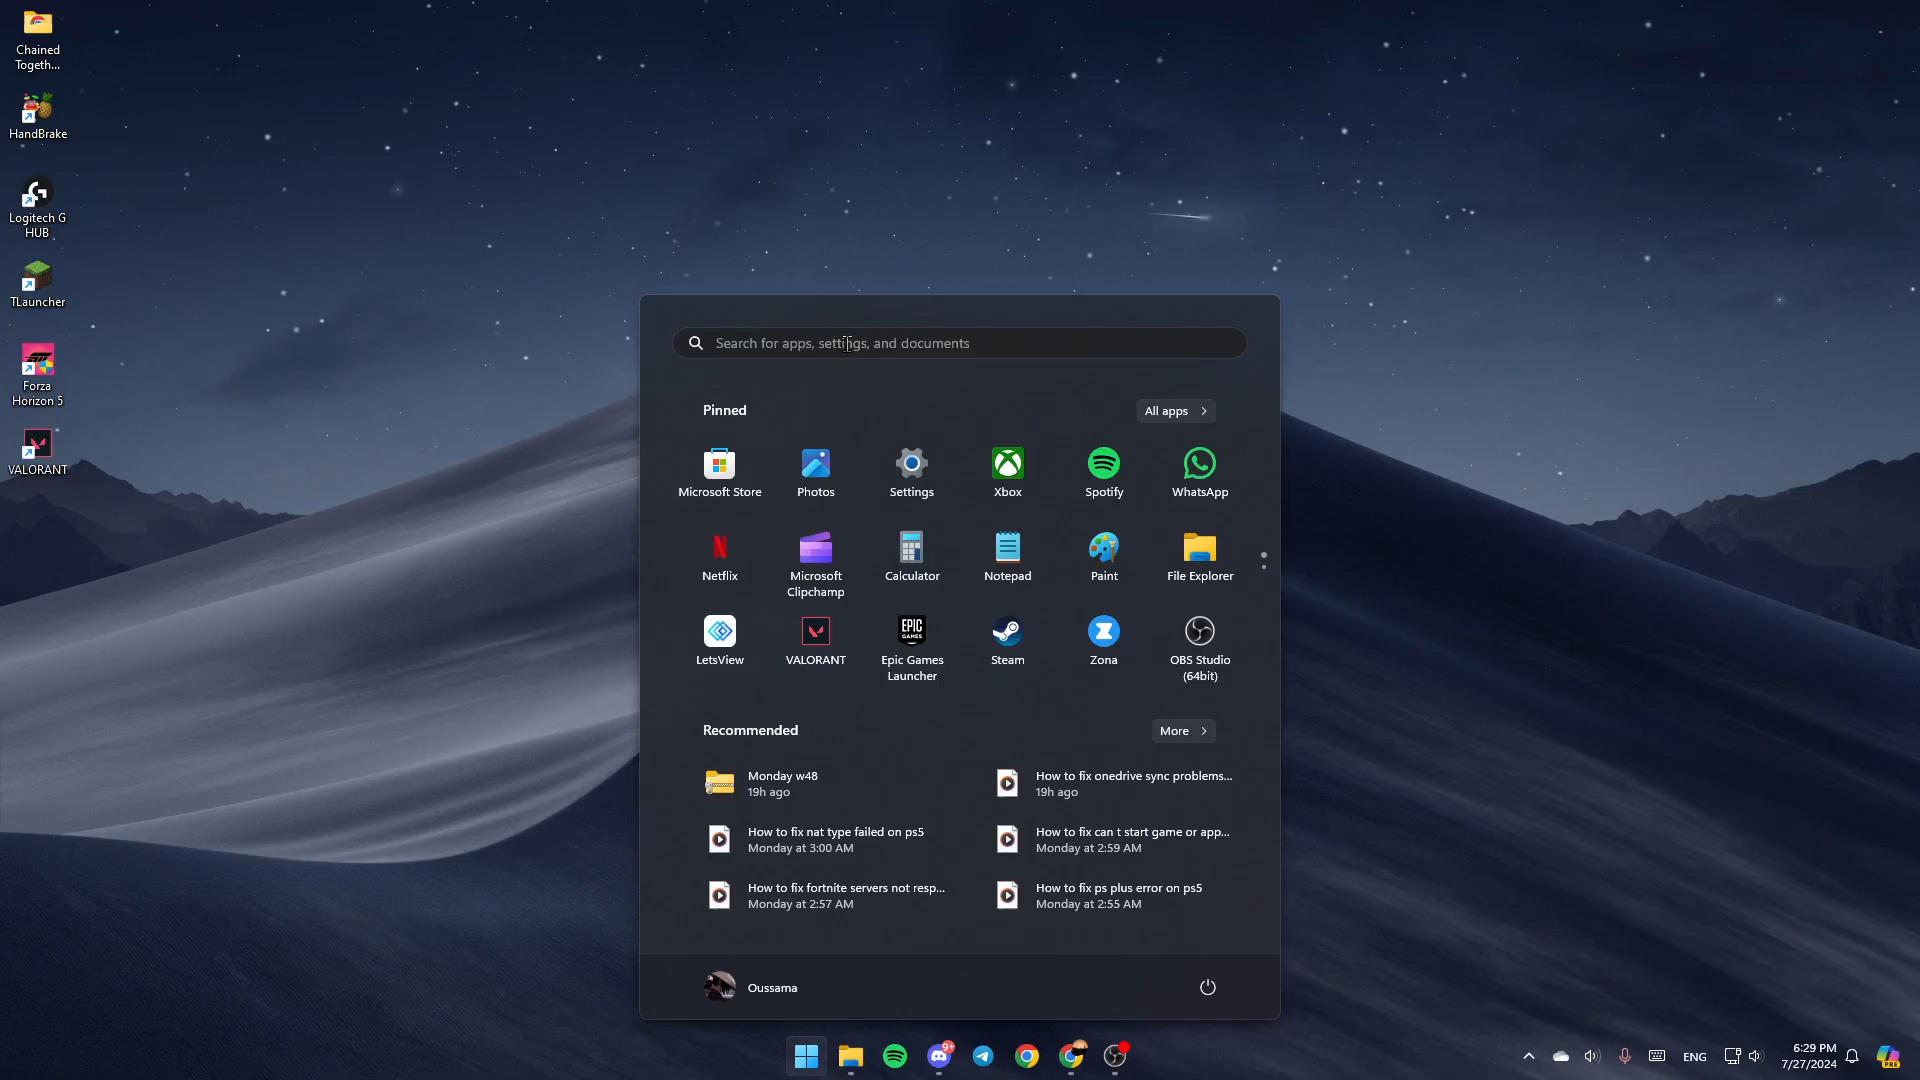 Chained
Togeth...
HandBrake
Logitech G
HUB
TLauncher
Forza
Horizon 5
VALORANT
Search for apps, settings, and documents
Pinned
All apps
Microsoft Store
Photos
Settings
Xbox
Spotify
WhatsApp
Netflix
Microsoft
Clipchamp
Calculator
Notepad
Paint
File Explorer
LetsView
VALORANT
EPIC
GAMES
Epic Games
Launcher
Steam
Zona
OBS Studio
(64bit)
Recommended
More
Monday w48
19h ago
How to fix onedrive sync problems...
19h ago
How to fix nat type failed on ps5
Monday at 3:00 AM
How to fix can t start game or app...
Monday at 2:59 AM
How to fix fortnite servers not resp...
Monday at 2:57 AM
How to fix ps plus error on ps5
Monday at 2:55 AM
Oussama
9+
ENG
6:29 PM
7/27/2024
PRE